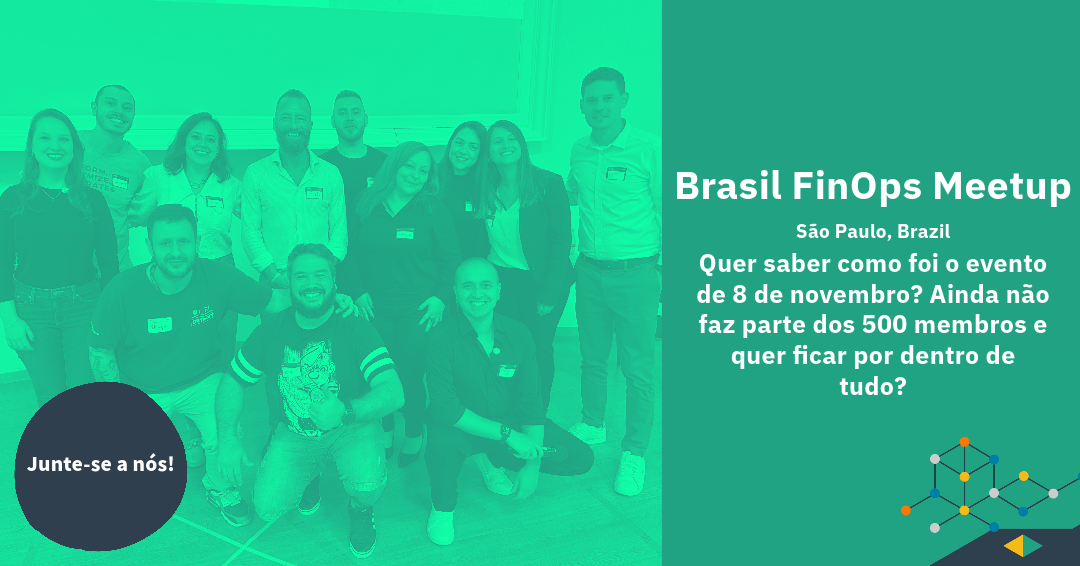 Brasil FinOps Meetup
São Paulo, Brazil
Quer saber como foi o evento
de 8 de novembro? Ainda não
faz parte dos 500 membros e
quer ficar por dentro de
tudo?
Junte-se a nós!